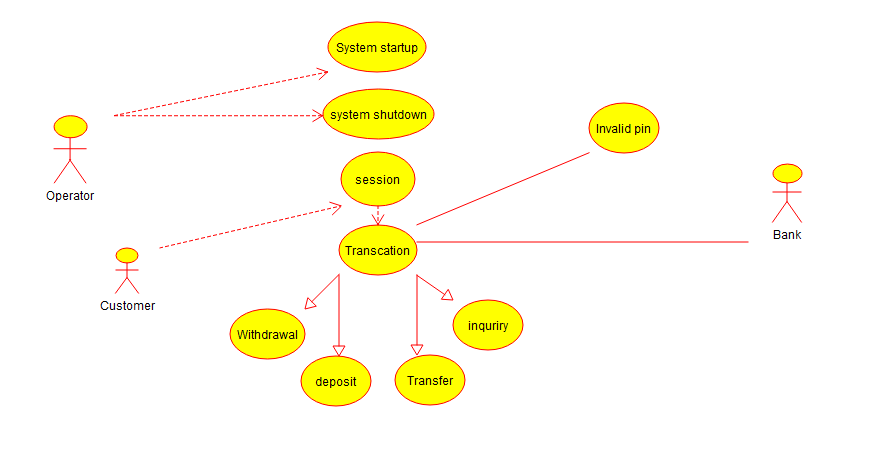 System startup
system shutdown
Invalid pin
session
Operator
Bank
Transcation
Customer
Withdrawal
inquriry
deposit
Transfer